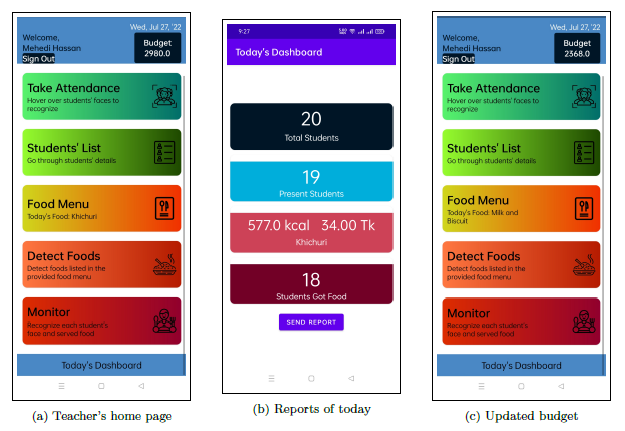 Wed, Jul 27, '22
Welcome,
Mehedi Hassan
Sign Out
Budget
2980.0
Take Attendance
Hover over students' faces to
recognize
Students' List
Go through students' details
Food Menu
Today's Food: Khichuri
Detect Foods
Detect foods listed in the
provided food menu
Monitor
Recognize each student's
face and served food
Today's Dashboard
(a) Teacher's home page
9:27
Today's Dashboard
20
Total Students
19
Present Students
577.0 kcal 34.00 Tk
Khichuri
18
Students Got Food
SEND REPORT
(b) Reports of today
Wed, Jul 27, '22
Welcome,
Mehedi Hassan
Sign Out
Budget
2368.0
Take Attendance
Hover over students' faces to
recognize
Students' List
Go through students' details
Food Menu
Today's Food: Milk and
Biscuit
Detect Foods
Detect foods listed in the
provided food menu
Monitor
Recognize each student's
face and served food
Today's Dashboard
(c) Updated budget